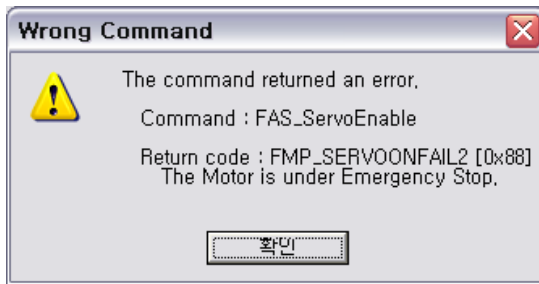 Wrong Command
The command returned an error,
Command : FAS_ServoEnable
Return code : FMP_SERVOONFAIL2 [0x88]
The Motor is under Emergency Stop,
확인